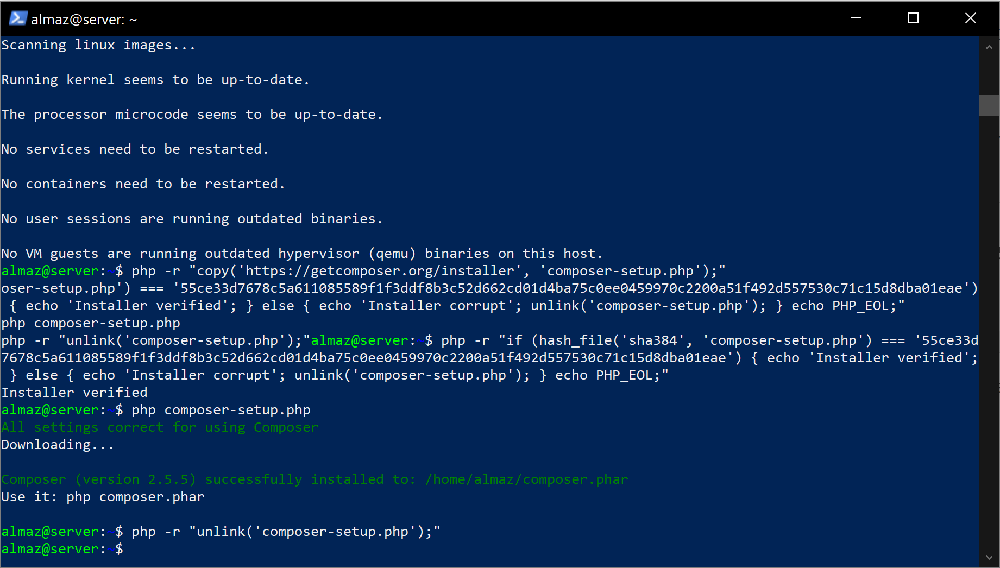 almaz@server: ~
Scanning linux images...
Running kernel seems to be up-to-date.
The processor microcode seems to be up-to-date.
No services need to be restarted.
No containers need to be restarted.
No user sessions are running outdated binaries.
No VM guests are running outdated hypervisor (qemu) binaries on this host.
almaz@server:~$ php -r "copy('https://getcomposer.org/installer', 'composer-setup.php');"
oser-setup.php') === '55ce33d7678c5a611085589f1f3ddf8b3c52d662cd01d4ba75c0ee0459970c2200a51f492d557530c71c15d8dba01eae')
 { echo 'Installer verified'; } else { echo 'Installer corrupt'; unlink('composer-setup.php'); } echo PHP_EOL;"
php composer-setup.php
php -r "unlink('composer-setup.php');"almaz@server:~$ php -r "if (hash_file('sha384', 'composer-setup.php') === '55ce33d
7678c5a611085589f1f3ddf8b3c52d662cd01d4ba75c0ee0459970c2200a51f492d557530c71c15d8dba01eae') { echo 'Installer verified';
 } else { echo 'Installer corrupt'; unlink('composer-setup.php'); } echo PHP_EOL;"
Installer verified
almaz@server:~$ php composer-setup.php
All settings correct for using Composer
Downloading...
Composer (version 2.5.5) successfully installed to: /home/almaz/composer.phar
Use it: php composer.phar
almaz@server:~$ php -r "unlink('composer-setup.php');"
almaz@server:~$